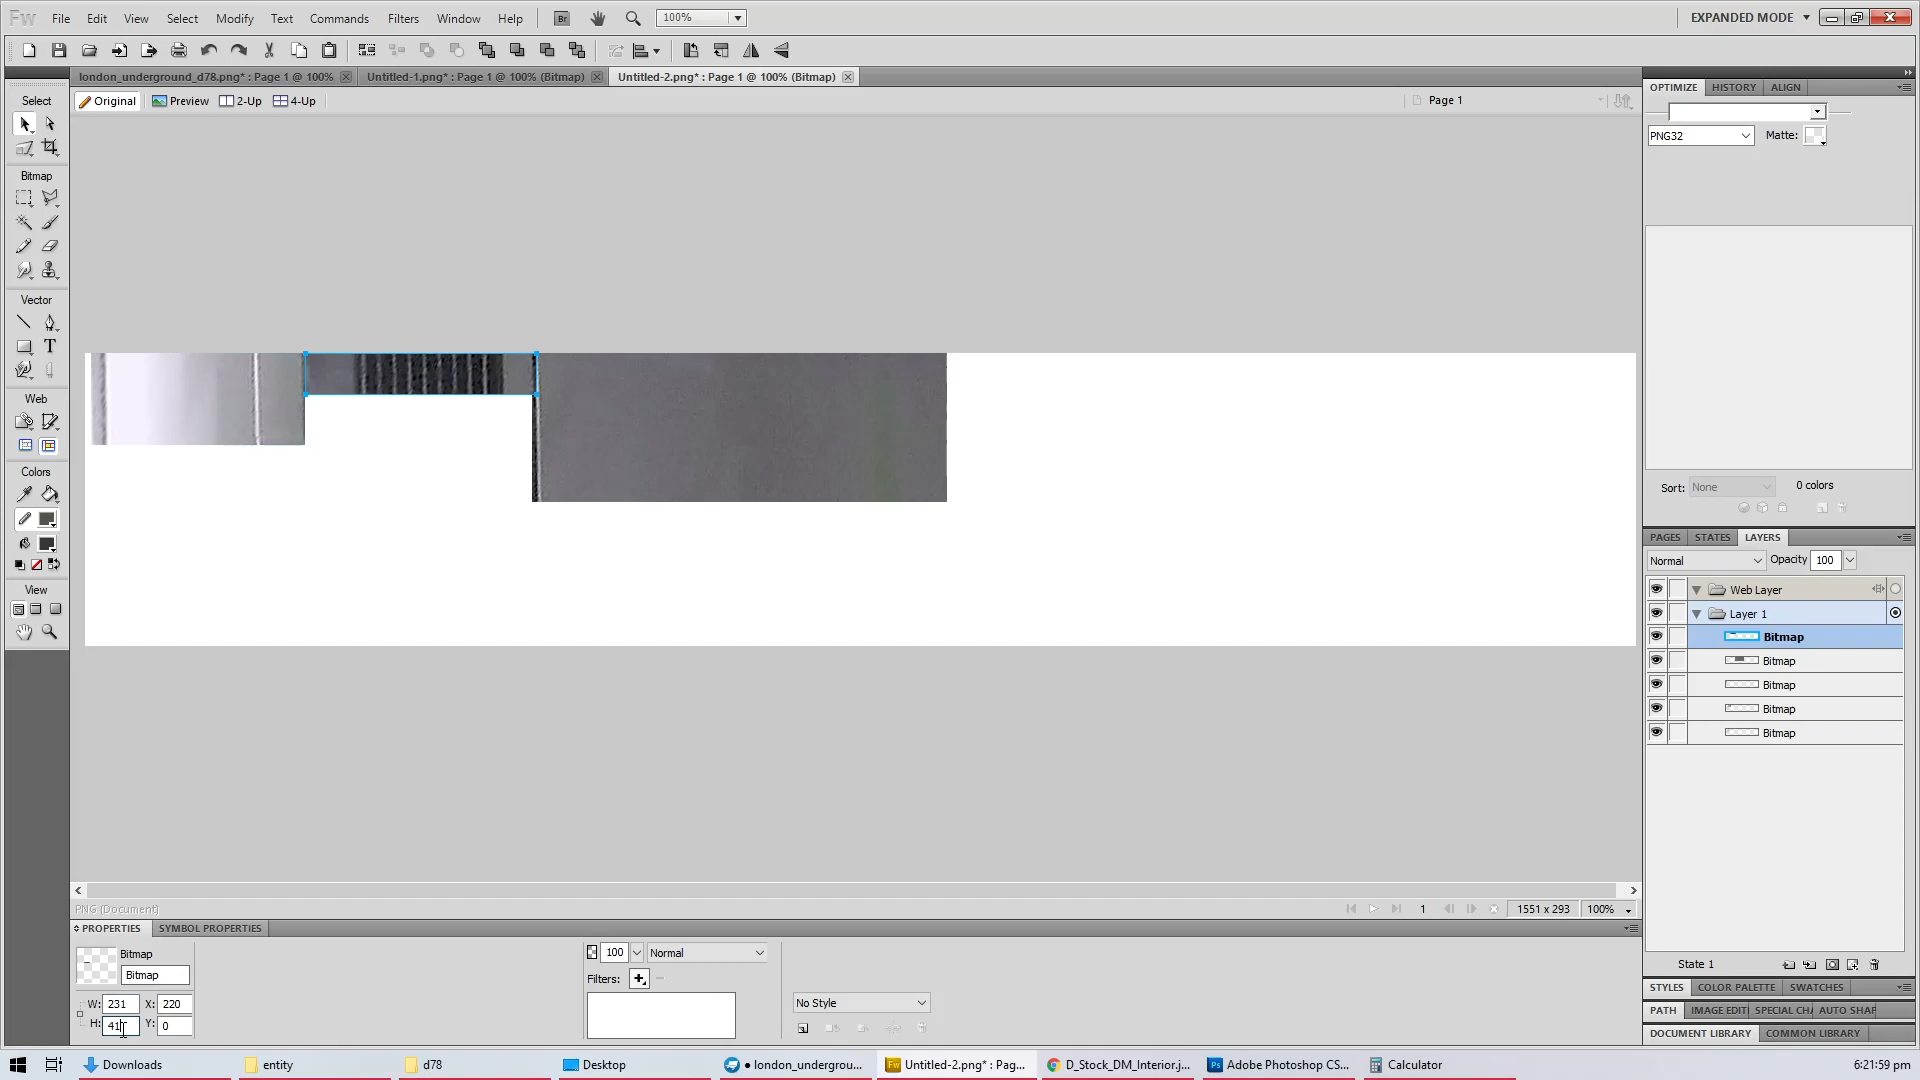 Fw File Edit View Select Modify Text Commands Filters Window Help Br 100% EXPANDED MODE
london_underground_d78.png* : Page 1 @ 100% Untitled-1.png* : Page 1 @ 100% (Bitmap) Untitled-2.png* : Page 1 @ 100% (Bitmap)
Original Preview 2-Up 4-Up Page 1
Select
Bitmap
Vector
T
Web
Colors
View
OPTIMIZE HISTORY ALIGN
PNG32 Matte:
Sort: None 0 colors
PAGES STATES LAYERS
Normal Opacity 100
Web Layer
Layer 1
Bitmap
Bitmap
Bitmap
Bitmap
Bitmap
State 1
STYLES COLOR PALETTE SWATCHES
PATH IMAGE EDITI SPECIAL CHA AUTO SHAP
DOCUMENT LIBRARY COMMON LIBRARY
PNG (Document) 1 1551 x 293 100%
PROPERTIES SYMBOL PROPERTIES
Bitmap
Bitmap
W: 231 X: 220
H: 41 Y: 0
100 Normal
Filters:
No Style
Downloads entity d78 Desktop london_undergrou... Fw Untitled-2.png* : Pag... D_Stock_DM_Interior.j... Ps Adobe Photoshop CS... Calculator 6:21:59 pm